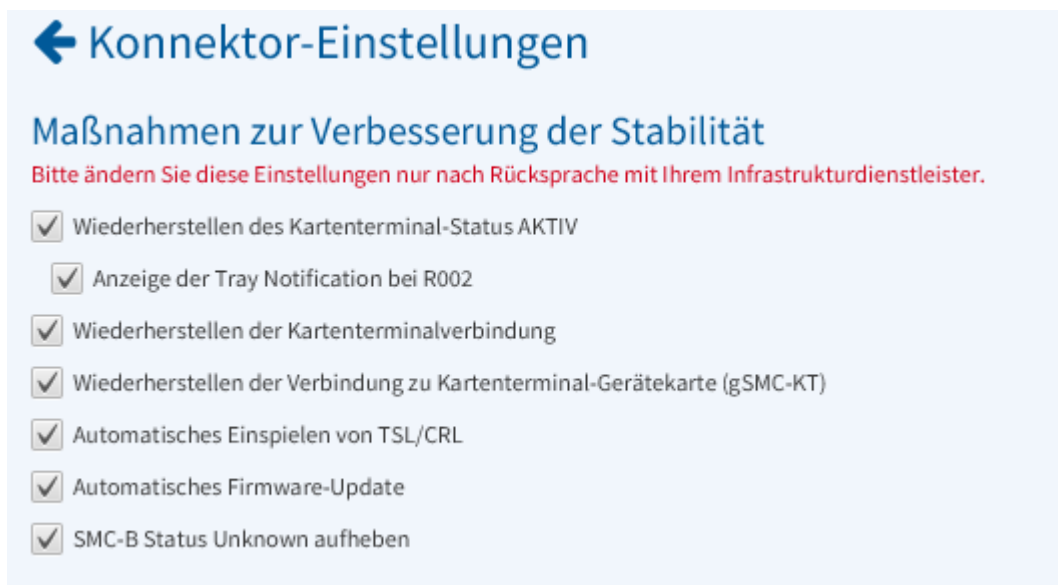 Konnektor-Einstellungen
Maßnahmen zur Verbesserung der Stabilität
Bitte ändern Sie diese Einstellungen nur nach Rücksprache mit Ihrem Infrastrukturdienstleister.
Wiederherstellen des Kartenterminal-Status AKTIV
Anzeige der Tray Notification bei R002
Wiederherstellen der Kartenterminalverbindung
Wiederherstellen der Verbindung zu Kartenterminal-Gerätekarte (gSMC-KT)
Automatisches Einspielen von TSL/CRL
Automatisches Firmware-Update
SMC-B Status Unknown aufheben